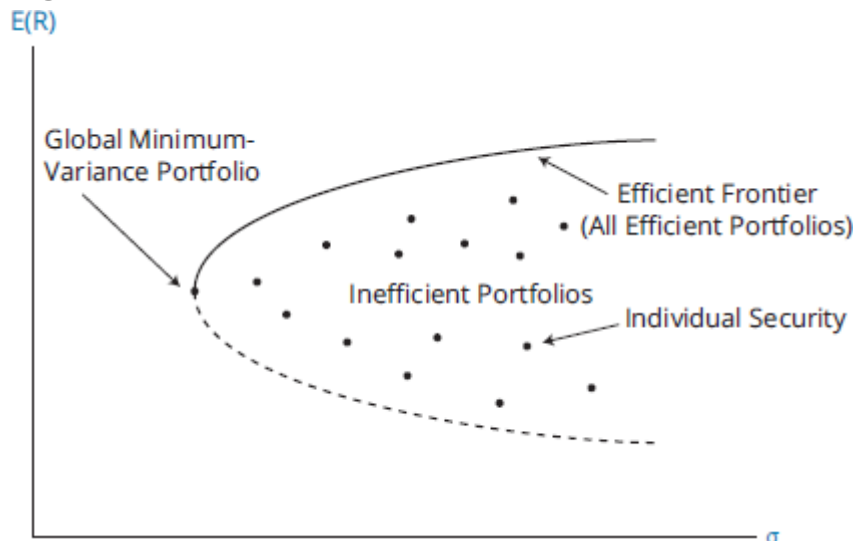 E(R)
Global Minimum-
Variance Portfolio
Efficient Frontier
(All Efficient Portfolios)
Inefficient Portfolios
Individual Security
σ